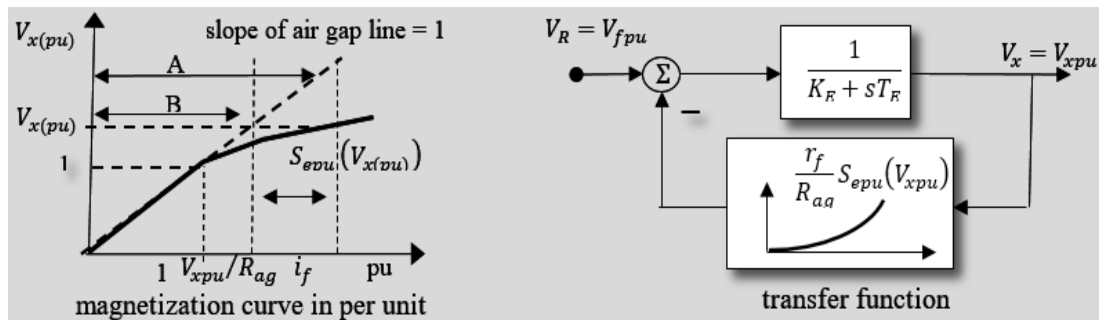 V_x(pu)
slope of air gap line = 1
A
B
V_x(pu)
1
S_epu(V_x(pu))
1 V_xpu/R_ag i_f pu
magnetization curve in per unit
V_R = V_fpu
Σ
−
1
K_E + sT_E
V_x = V_xpu
r_f
R_ag
S_epu(V_xpu)
transfer function